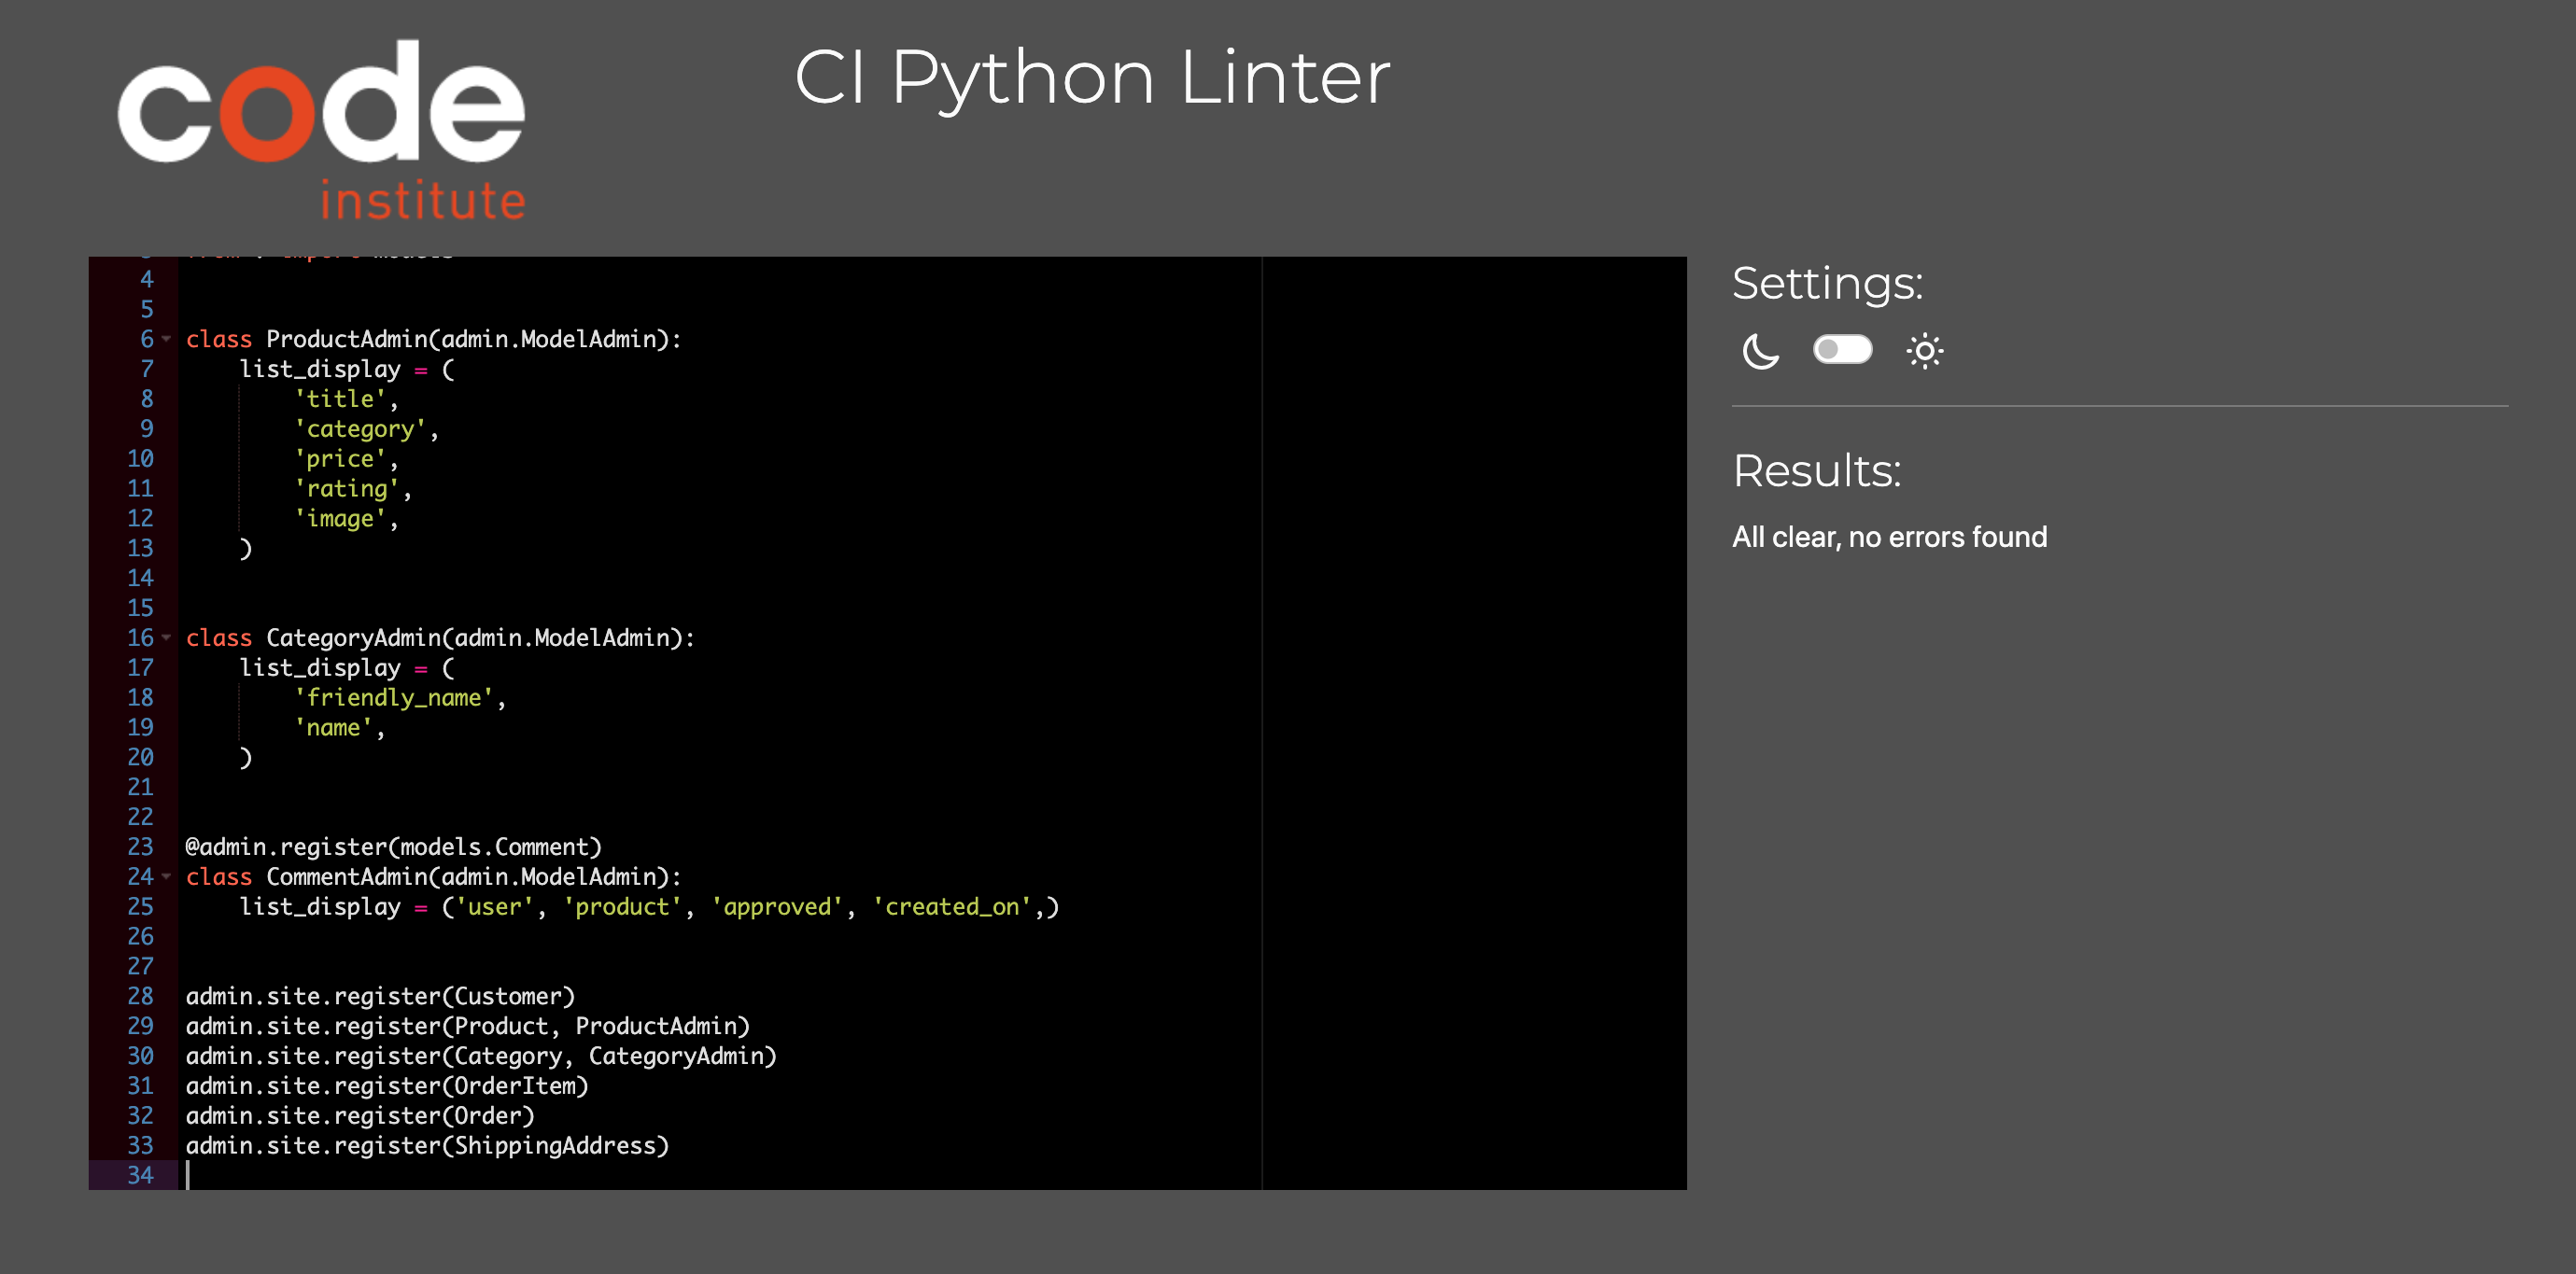 code
institute
CI Python Linter
4
5
6 class ProductAdmin(admin.ModelAdmin):
7     list_display = (
8         'title',
9         'category',
10         'price',
11         'rating',
12         'image',
13     )
14
15
16 class CategoryAdmin(admin.ModelAdmin):
17     list_display = (
18         'friendly_name',
19         'name',
20     )
21
22
23 @admin.register(models.Comment)
24 class CommentAdmin(admin.ModelAdmin):
25     list_display = ('user', 'product', 'approved', 'created_on',)
26
27
28 admin.site.register(Customer)
29 admin.site.register(Product, ProductAdmin)
30 admin.site.register(Category, CategoryAdmin)
31 admin.site.register(OrderItem)
32 admin.site.register(Order)
33 admin.site.register(ShippingAddress)
34
Settings:
Results:
All clear, no errors found